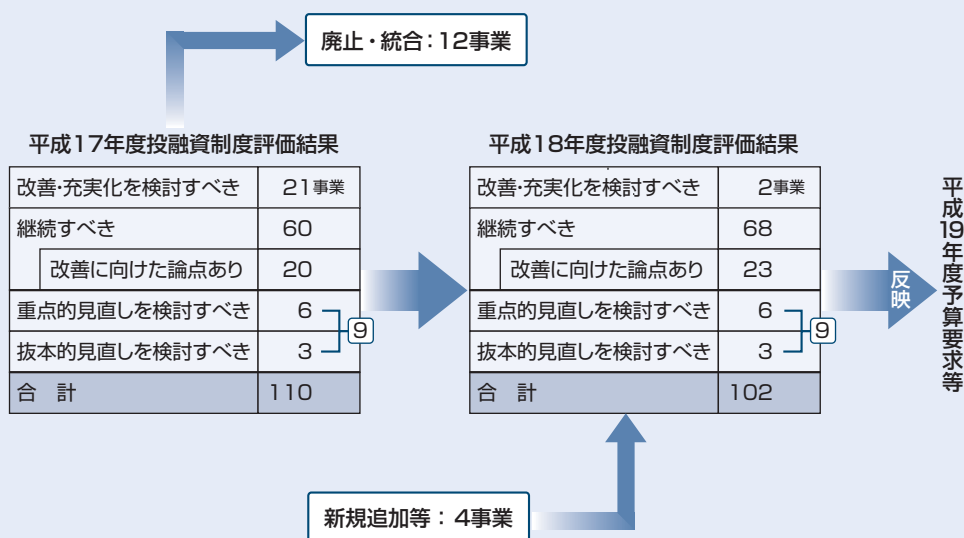 廃止・統合：12事業
平成17年度投融資制度評価結果
改善・充実化を検討すべき 21事業
継続すべき 60
改善に向けた論点あり 20
重点的見直しを検討すべき 6
抜本的見直しを検討すべき 3
9
合 計 110
平成18年度投融資制度評価結果
改善・充実化を検討すべき 2事業
継続すべき 68
改善に向けた論点あり 23
重点的見直しを検討すべき 6
抜本的見直しを検討すべき 3
9
合 計 102
反映
平成19年度予算要求等
新規追加等：4事業